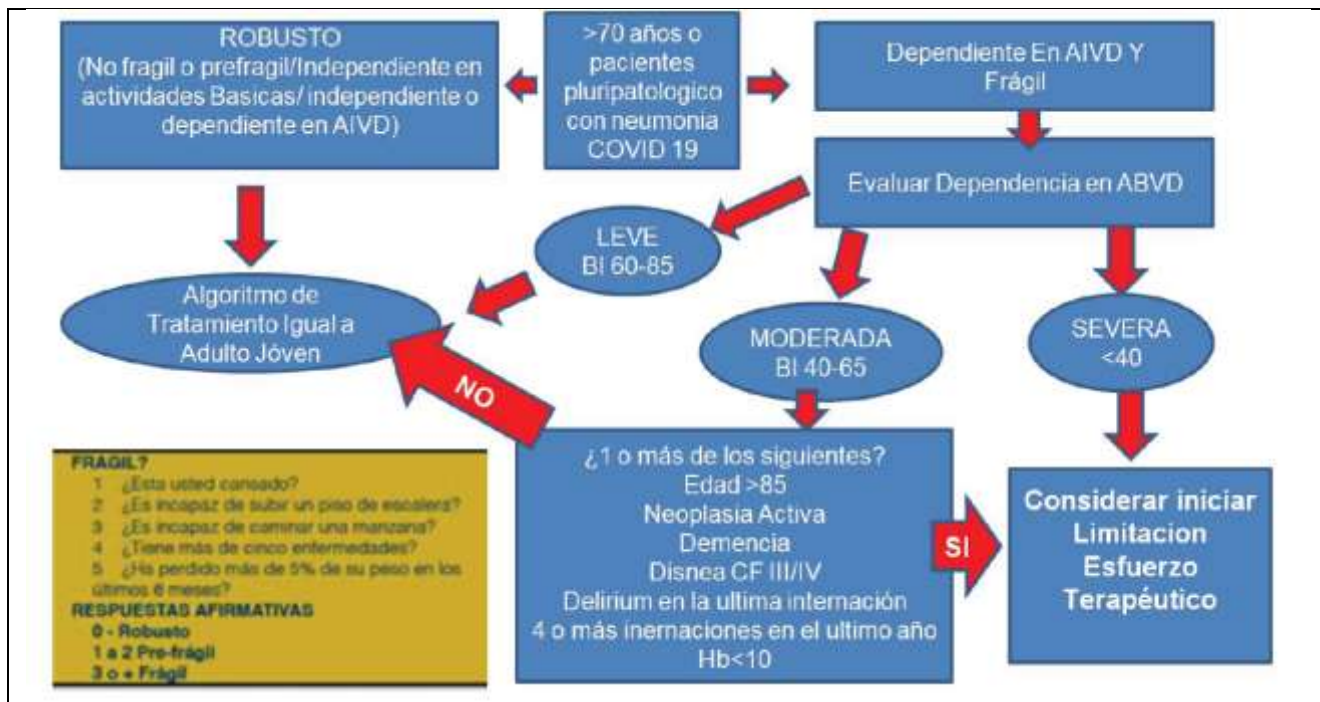 ROBUSTO
(No fragil o prefragil/Independiente en
actividades Basicas/ independiente o
dependiente en AIVD)
>70 años o
pacientes
pluripatologico
con neumonia
COVID 19
Dependiente En AIVD Y
Frágil
Evaluar Dependencia en ABVD
LEVE
BI 60-85
Algoritmo de
Tratamiento Igual a
Adulto Jóven
MODERADA
BI 40-65
SEVERA
<40
NO
¿1 o más de los siguientes?
Edad >85
Neoplasia Activa
Demencia
Disnea CF III/IV
Delirium en la ultima internación
4 o más inernaciones en el ultimo año
Hb<10
SI
Considerar iniciar
Limitacion
Esfuerzo
Terapéutico
FRAGIL?
1 ¿Esta usted cansado?
2 ¿Es incapaz de subir un piso de escalera?
3 ¿Es incapaz de caminar una manzana?
4 ¿Tiene más de cinco enfermedades?
5 ¿Ha perdido más de 5% de su peso en los
últimos 6 meses?
RESPUESTAS AFIRMATIVAS
0 - Robusto
1 a 2 Pre-frágil
3 o + Frágil